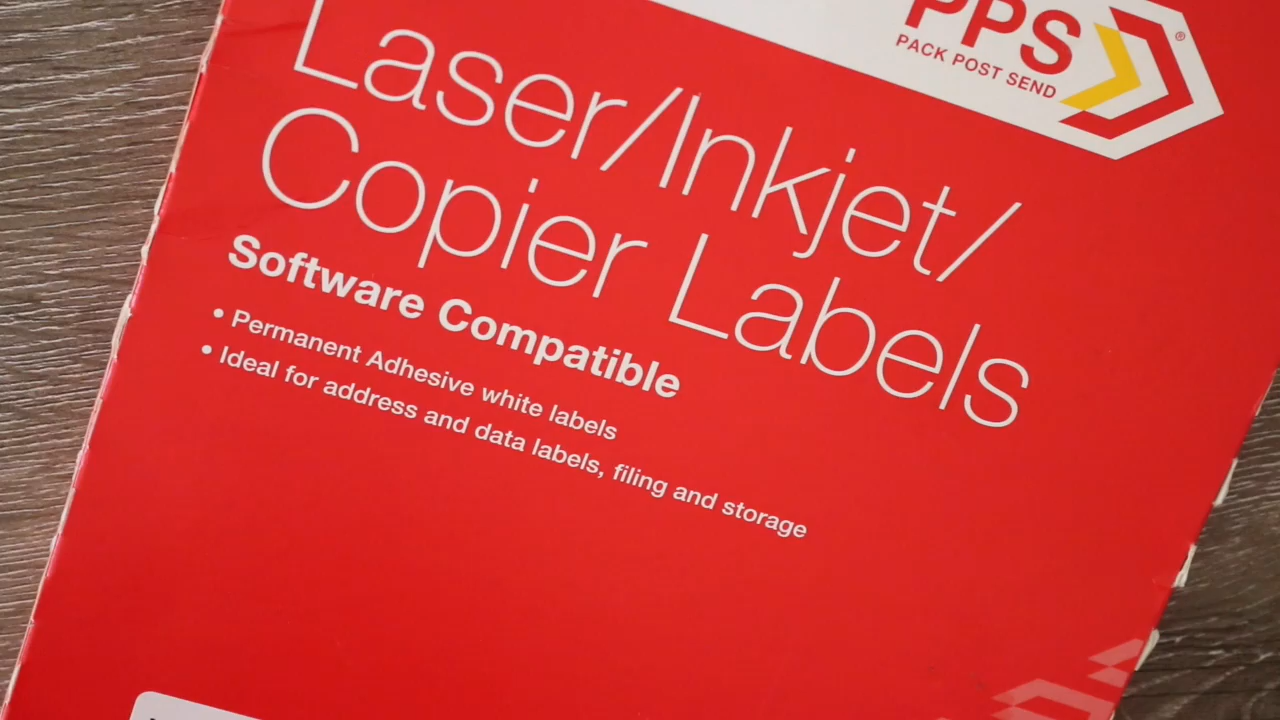 PPS
PACK POST SEND
®
Laser/Inkjet/
Copier Labels
Software Compatible
• Permanent Adhesive white labels
• Ideal for address and data labels, filing and storage